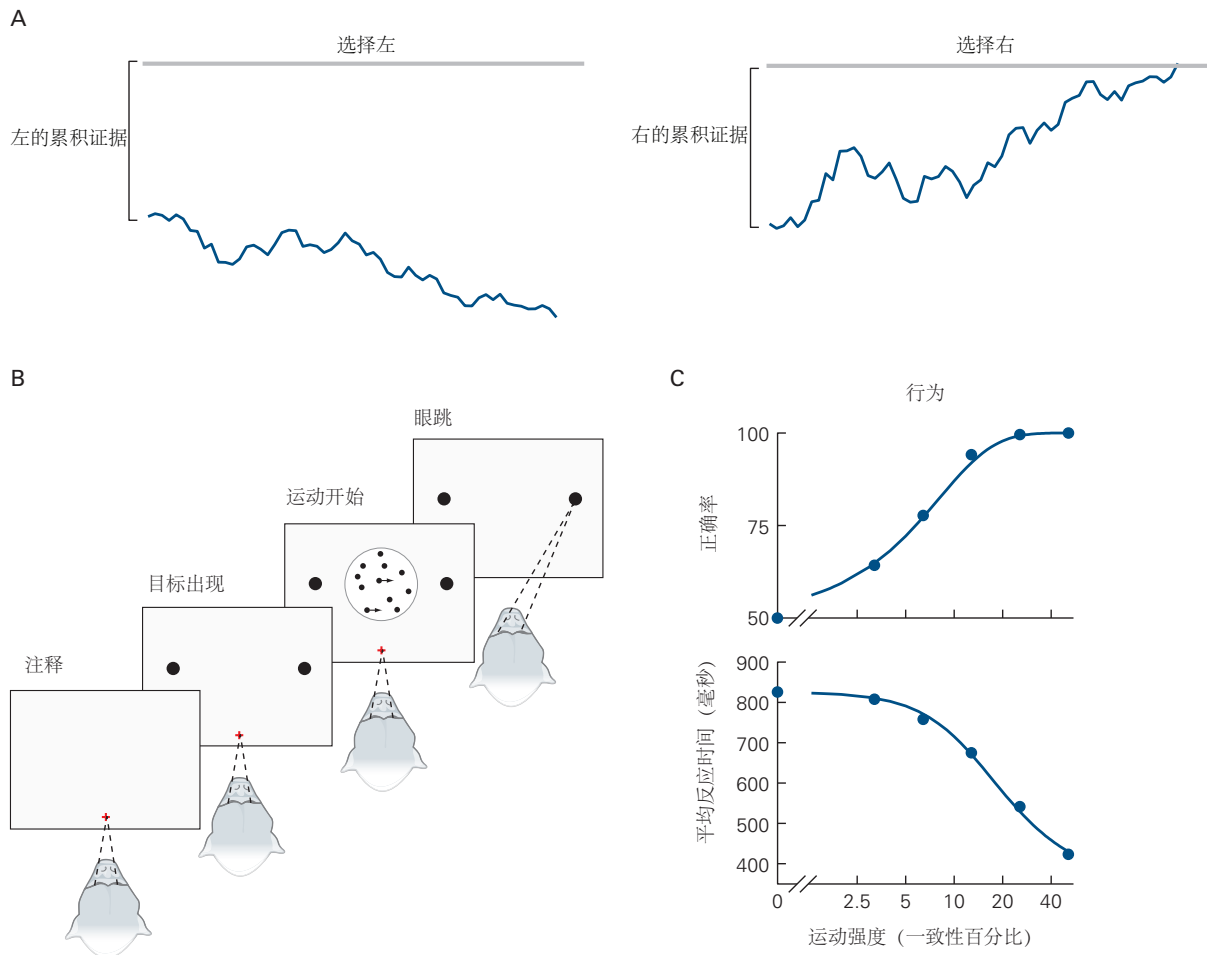 A
选择左
选择右
左的累积证据
右的累积证据
B
眼跳
运动开始
目标出现
注释
C
行为
100
75
50
正确率
900
800
700
600
500
400
平均反应时间（毫秒）
0 2.5 5 10 20 40
运动强度（一致性百分比）